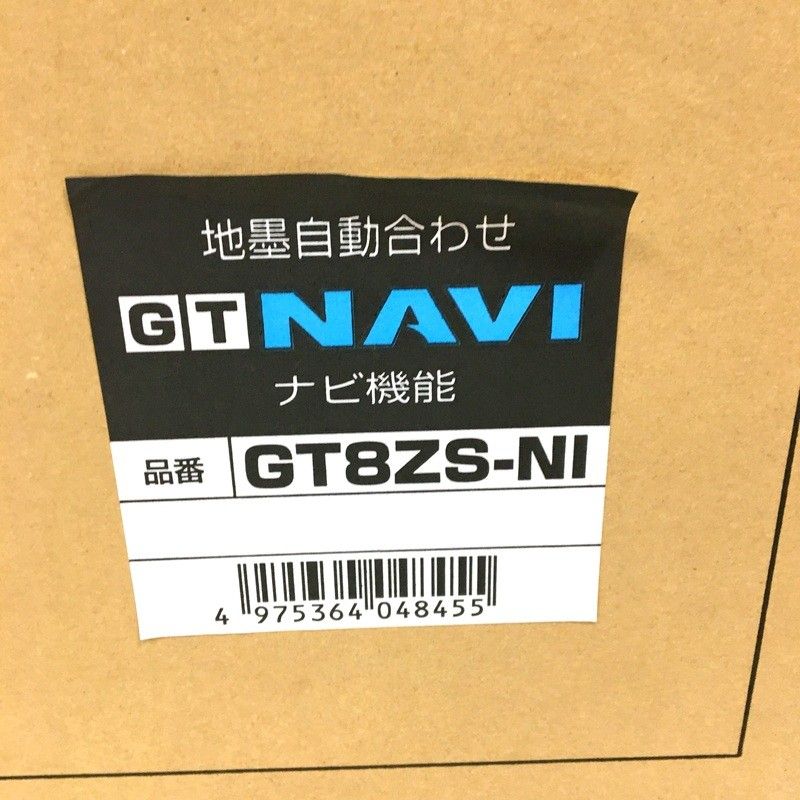 地墨自動合わせ
GT NAVI
ナビ機能
品番 GT8ZS-NI
4 975364 048455